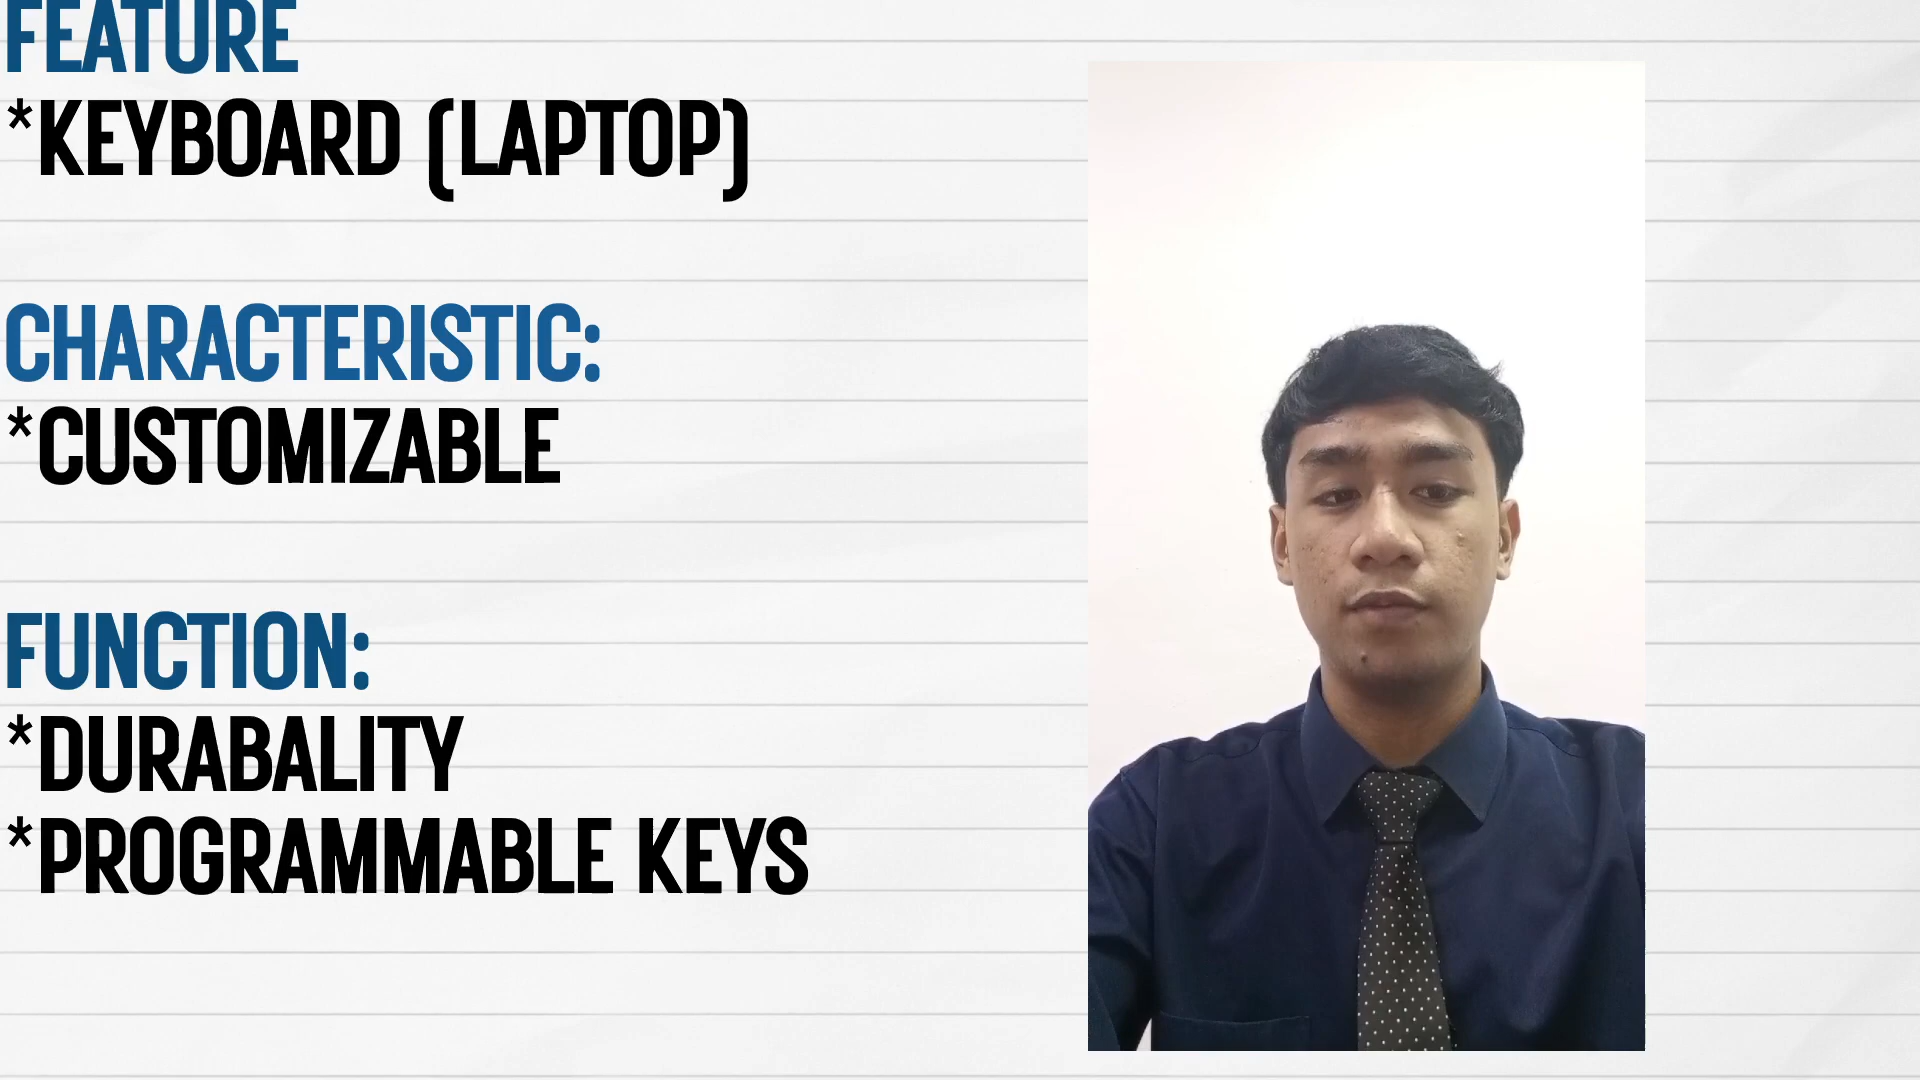 FEATURE
*KEYBOARD (LAPTOP)
CHARACTERISTIC:
*CUSTOMIZABLE
FUNCTION:
*DURABALITY
*PROGRAMMABLE KEYS